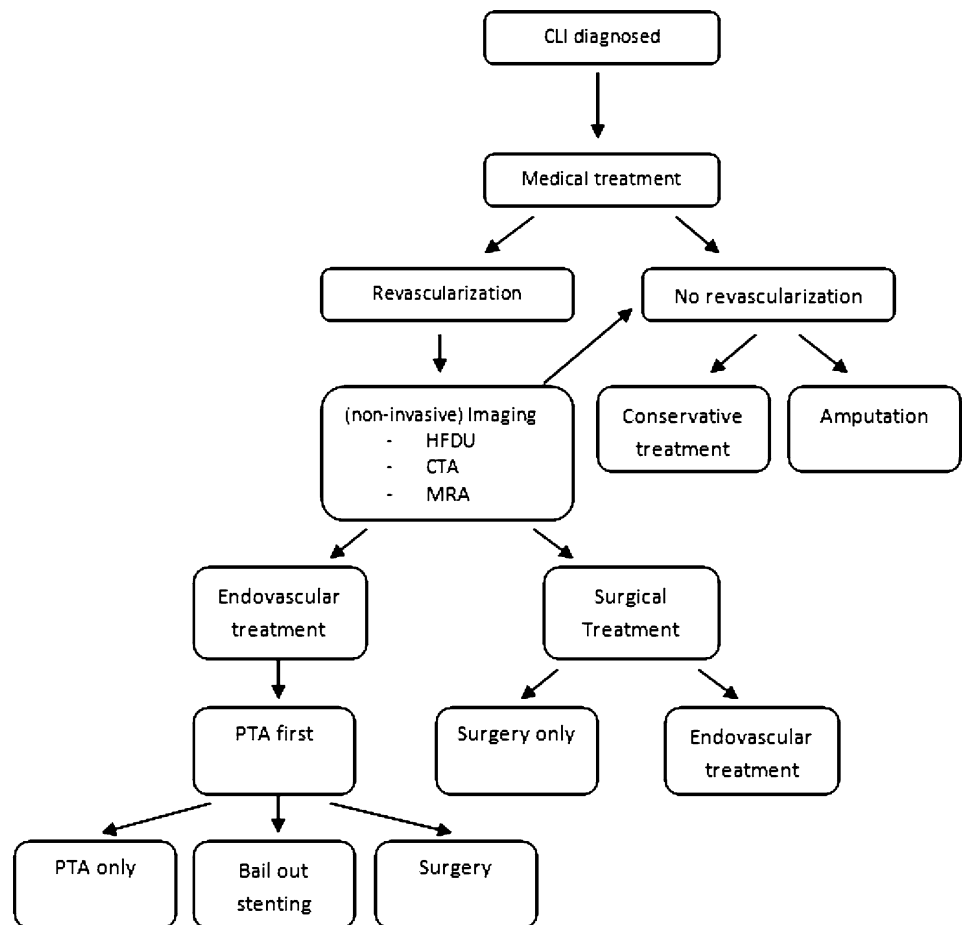 CLI diagnosed
Medical treatment
Revascularization
No revascularization
(non-invasive) Imaging
- HFDU
- CTA
- MRA
Conservative
treatment
Amputation
Endovascular
treatment
Surgical
Treatment
PTA first
Surgery only
Endovascular
treatment
PTA only
Bail out
stenting
Surgery